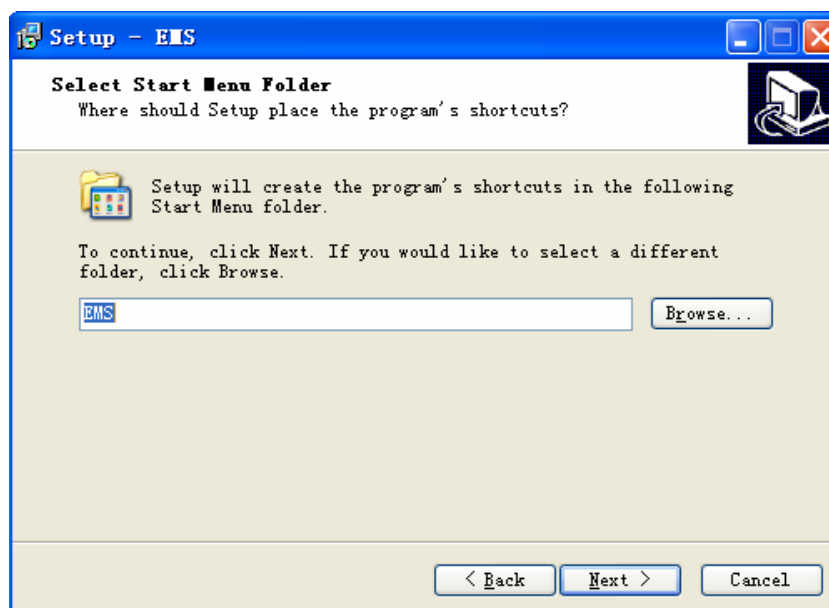 Setup - EMS
Select Start Menu Folder
Where should Setup place the program's shortcuts?
Setup will create the program's shortcuts in the following
Start Menu folder.
To continue, click Next. If you would like to select a different
folder, click Browse.
EMS
Browse...
< Back
Next >
Cancel